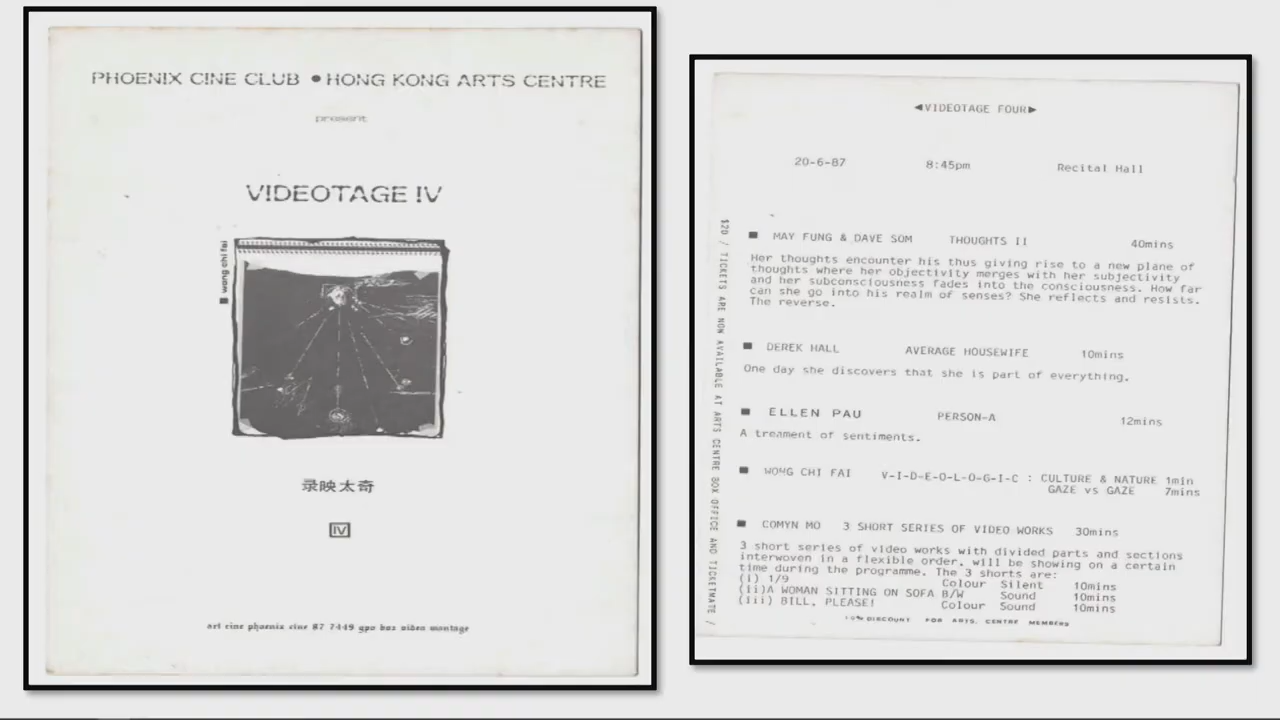 PHOENIX CINE CLUB ● HONG KONG ARTS CENTRE
present
VIDEOTAGE IV
■ wong chi fai
录映太奇
IV
art cine phoenix cine 87 7449 gpo box video montage
◀VIDEOTAGE FOUR▶
20-6-87 8:45pm Recital Hall
$20 / TICKETS ARE NOW AVAILABLE AT ARTS CENTRE BOX OFFICE AND TICKETMATE /
■ MAY FUNG & DAVE SOM THOUGHTS II 40mins
Her thoughts encounter his thus giving rise to a new plane of
thoughts where her objectivity merges with her subjectivity
and her subconsciousness fades into the consciousness. How far
can she go into his realm of senses? She reflects and resists.
The reverse.
■ DEREK HALL AVERAGE HOUSEWIFE 10mins
One day she discovers that she is part of everything.
■ ELLEN PAU PERSON-A 12mins
A treament of sentiments.
■ WONG CHI FAI V-I-D-E-O-L-O-G-I-C : CULTURE & NATURE 1min
GAZE vs GAZE 7mins
■ COMYN MO 3 SHORT SERIES OF VIDEO WORKS 30mins
3 short series of video works with divided parts and sections
interwoven in a flexible order, will be showing on a certain
time during the programme. The 3 shorts are:
(i) 1/9 Colour Silent 10mins
(ii)A WOMAN SITTING ON SOFA B/W Sound 10mins
(iii) BILL, PLEASE! Colour Sound 10mins
10% DISCOUNT FOR ARTS CENTRE MEMBERS